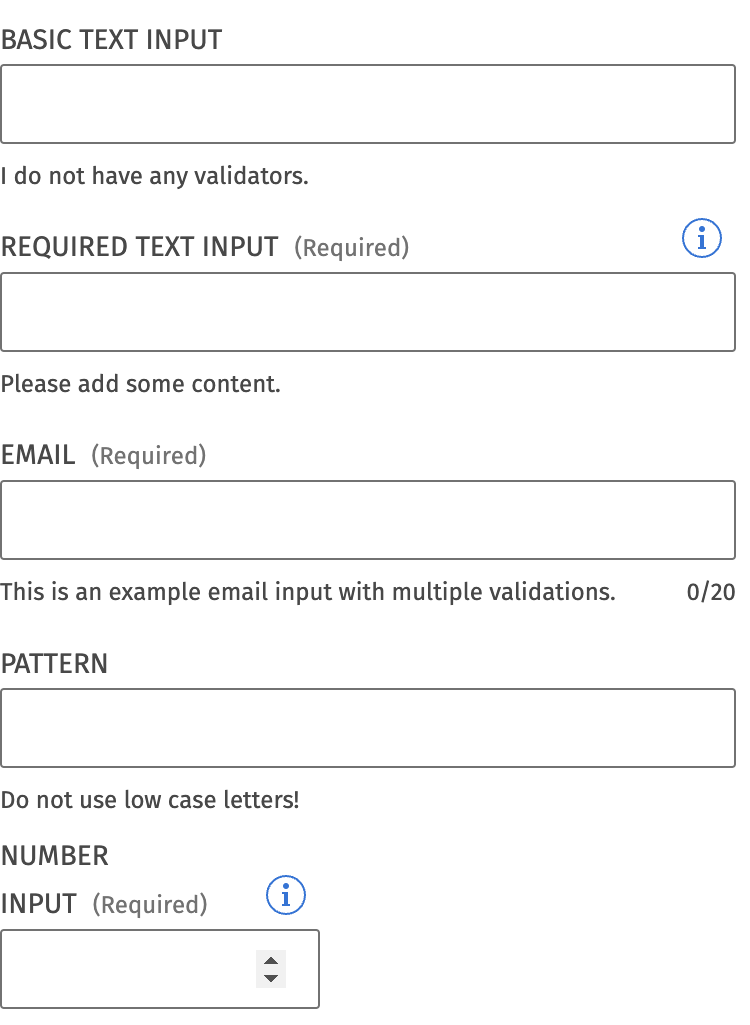 BASIC TEXT INPUT
I do not have any validators.
REQUIRED TEXT INPUT (Required)
Please add some content.
EMAIL (Required)
This is an example email input with multiple validations. 0/20
PATTERN
Do not use low case letters!
NUMBER
INPUT (Required)